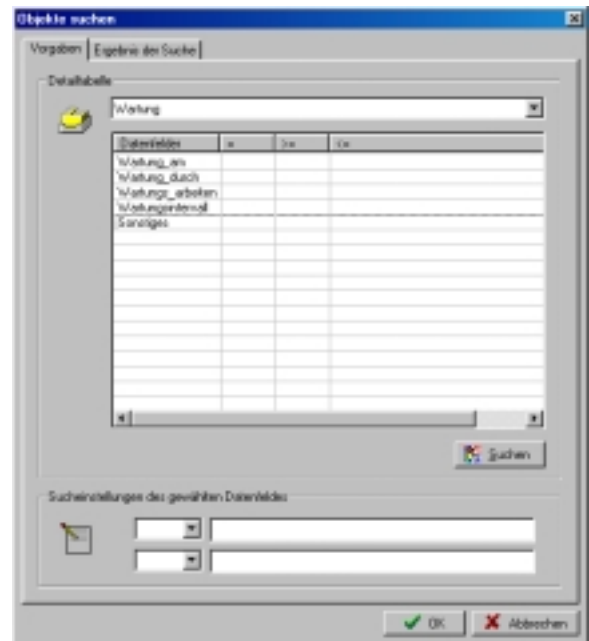 Objekte suchen
Vorgaben Ergebnis der Suche
Detailtabelle
Wartung
Datenfelder = >= <=
Wartung_am
Wartung_durch
Wartungs_arbeiten
Wartungsintervall
Sonstiges
Suchen
Sucheinstellungen des gewählten Datenfeldes
OK Abbrechen